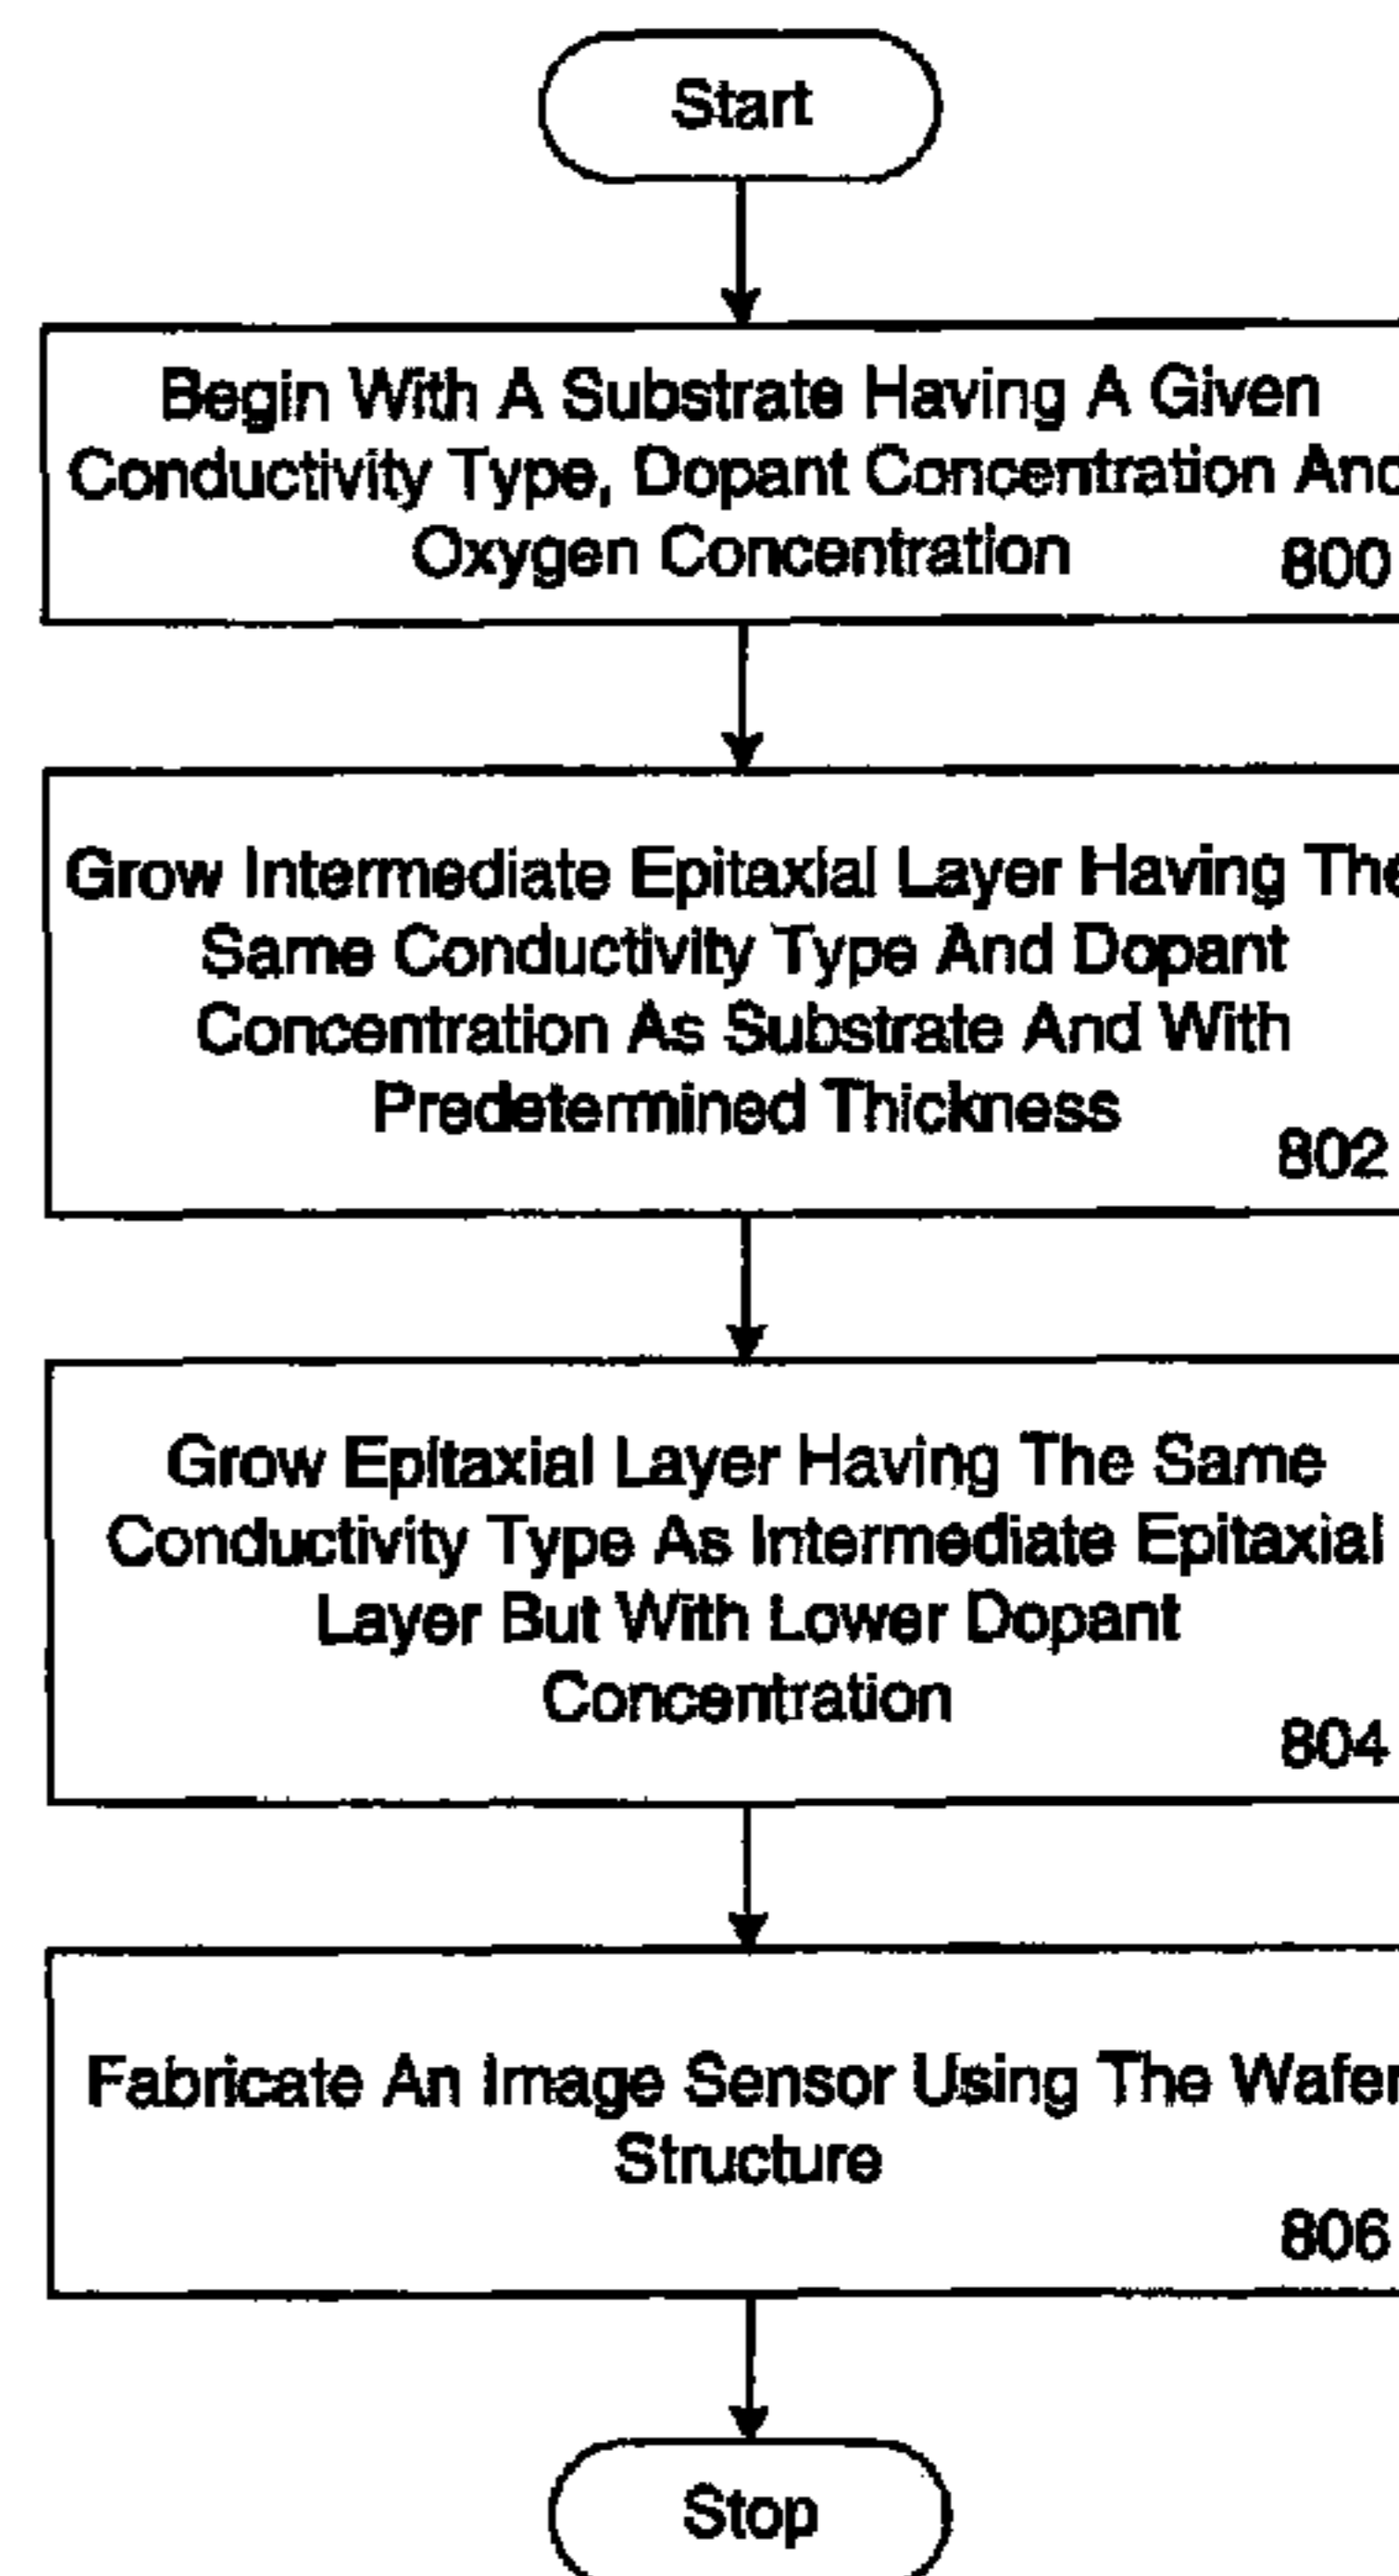 Start
Begin With A Substrate Having A Given
Conductivity Type, Dopant Concentration And
Oxygen Concentration
800
Grow Intermediate Epitaxial Layer Having The
Same Conductivity Type And Dopant
Concentration As Substrate And With
Predetermined Thickness
802
Grow Epitaxial Layer Having The Same
Conductivity Type As Intermediate Epitaxial
Layer But With Lower Dopant
Concentration
804
Fabricate An Image Sensor Using The Wafer
Structure
806
Stop